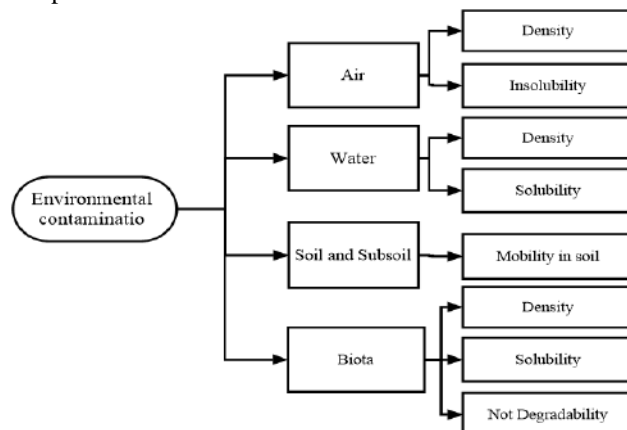 Environmental
contaminatio
Air
Density
Insolubility
Water
Density
Solubility
Soil and Subsoil
Mobility in soil
Biota
Density
Solubility
Not Degradability